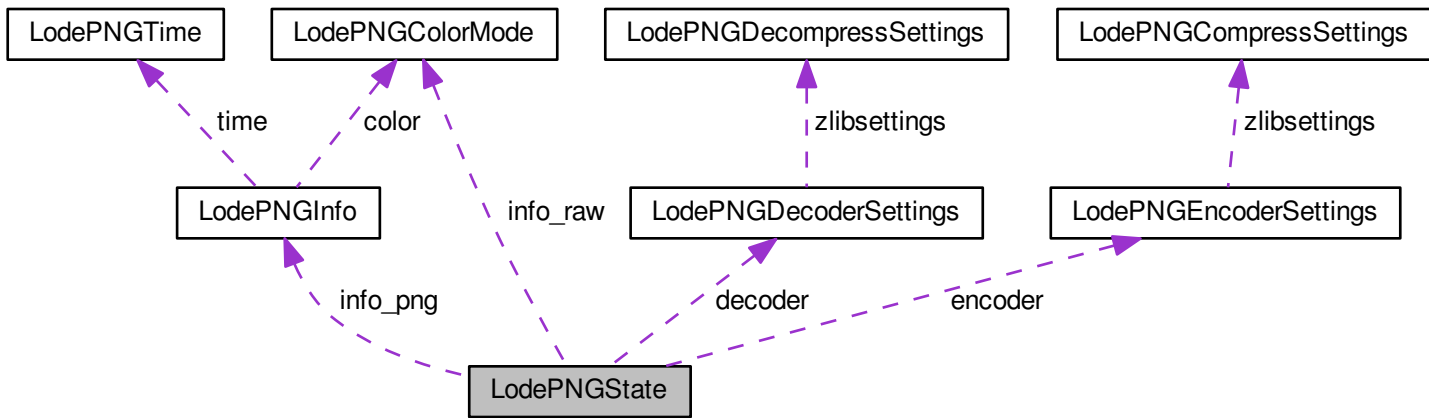 LodePNGTime
LodePNGColorMode
LodePNGDecompressSettings
LodePNGCompressSettings
time
color
zlibsettings
zlibsettings
LodePNGInfo
info_raw
LodePNGDecoderSettings
LodePNGEncoderSettings
info_png
decoder
encoder
LodePNGState